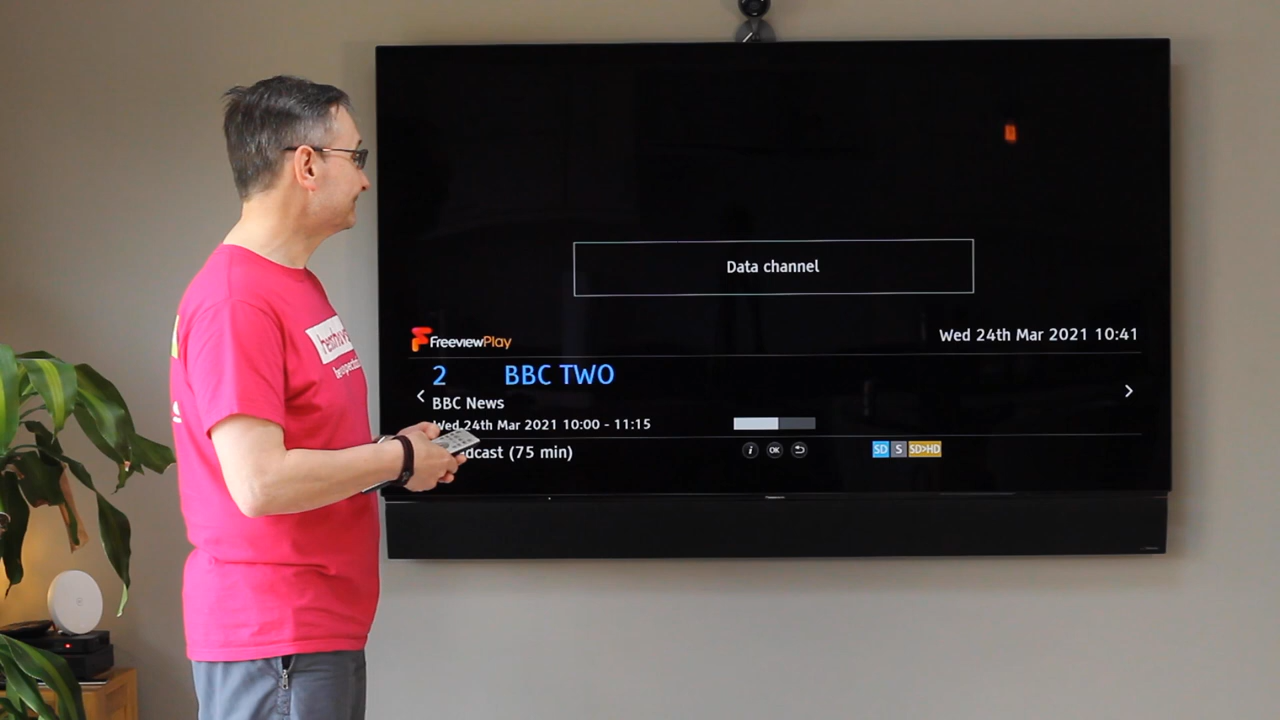 Data channel
FreeviewPlay
Wed 24th Mar 2021 10:41
2 BBC TWO
BBC News
Wed 24th Mar 2021 10:00 - 11:15
dcast (75 min)
i OK
SD S SD>HD